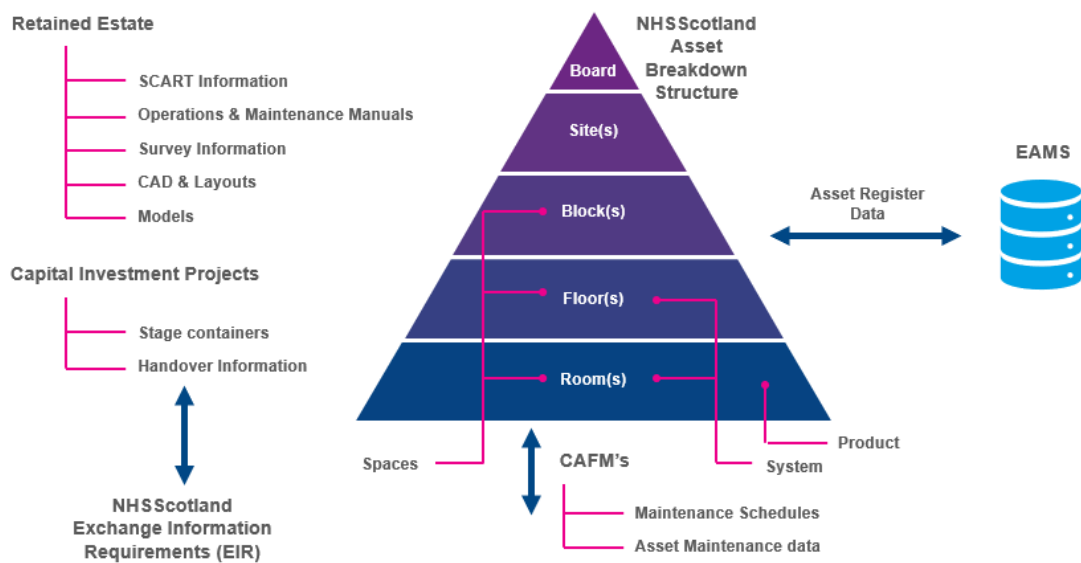 Retained Estate
SCART Information
Operations & Maintenance Manuals
Survey Information
CAD & Layouts
Models
Capital Investment Projects
Stage containers
Handover Information
NHSScotland
Exchange Information
Requirements (EIR)
NHSScotland
Asset
Breakdown
Structure
Board
Site(s)
Block(s)
Floor(s)
Room(s)
Spaces
CAFM's
Maintenance Schedules
Asset Maintenance data
System
Product
Asset Register
Data
EAMS